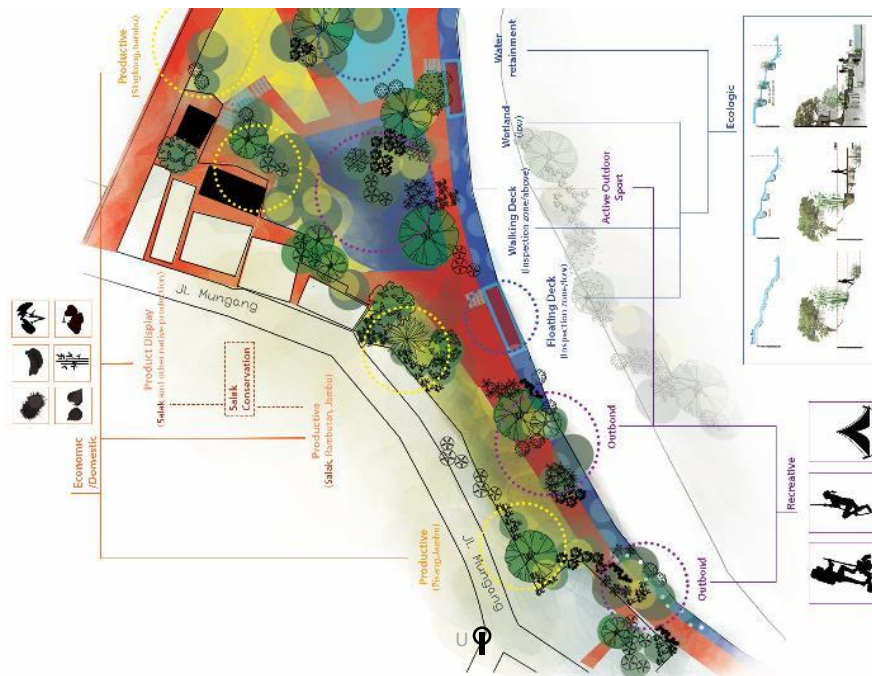 Economic
/Domestic
Productive
(Singkong, bambu)
Product Display
(Salak and other native production)
Salak
Conservation
Productive
(Salak, Rambutan, Jambu)
Productive
(Pisang,Jambu)
Jl. Mungang
Jl. Mungang
U
Water
retainment
Wetland
(low)
Walking Deck
(Inspection zone/above)
Floating Deck
(Inspection zone/low)
Active Outdoor
Sport
Outbond
Outbond
Ecologic
Recreative